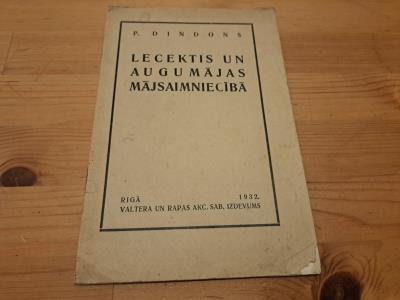 P. DINDONS
LECEKTIS UN
AUGUMĀJAS
MĀJSAIMNIECĪBĀ
RIGĀ 1932.
VALTERA UN RAPAS AKC. SAB. IZDEVUMS